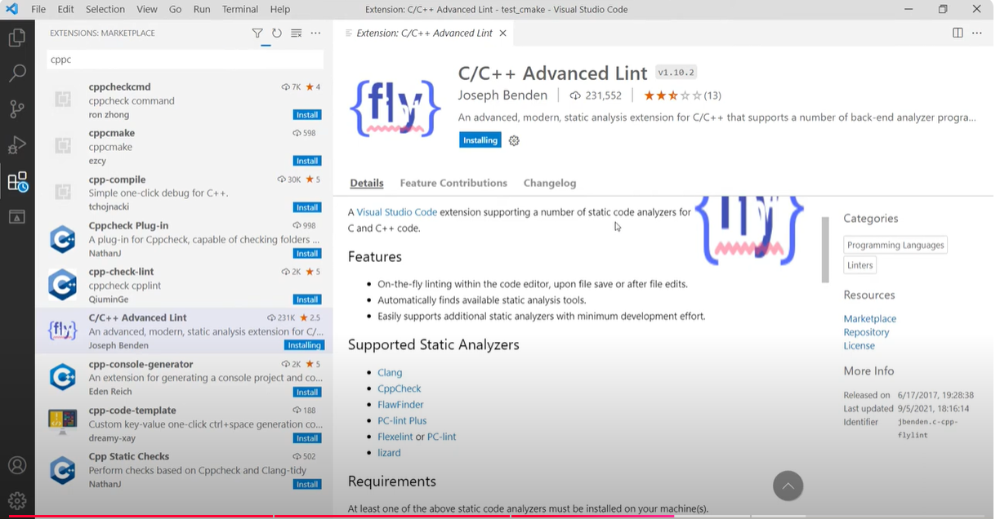 File Edit Selection View Go Run Terminal Help Extension: C/C++ Advanced Lint - test_cmake - Visual Studio Code
EXTENSIONS: MARKETPLACE
cppc
cppcheckcmd 7K 4
cppcheck command
ron zhong Install
cppcmake 598
cppcmake
ezcy Install
cpp-compile 30K 5
Simple one-click debug for C++.
tchojnacki Install
Cppcheck Plug-in 998
A plug-in for Cppcheck, capable of checking folders ...
NathanJ Install
cpp-check-lint 2K 5
cppcheck cpplint
QiuminGe Install
C/C++ Advanced Lint 231K 2.5
An advanced, modern, static analysis extension for C/...
Joseph Benden Installing
cpp-console-generator 2K 5
An extension for generating a console project and co...
Eden Reich Install
cpp-code-template 188
Custom key-value one-click ctrl+space generation co...
dreamy-xay Install
Cpp Static Checks 502
Perform checks based on Cppcheck and Clang-tidy
NathanJ Install
Extension: C/C++ Advanced Lint
{fly}
C/C++ Advanced Lint v1.10.2
Joseph Benden 231,552 (13)
An advanced, modern, static analysis extension for C/C++ that supports a number of back-end analyzer progra...
Installing
Details Feature Contributions Changelog
A Visual Studio Code extension supporting a number of static code analyzers for
C and C++ code.
{fly}
Features
On-the-fly linting within the code editor, upon file save or after file edits.
Automatically finds available static analysis tools.
Easily supports additional static analyzers with minimum development effort.
Supported Static Analyzers
Clang
CppCheck
FlawFinder
PC-lint Plus
Flexelint or PC-lint
lizard
Requirements
At least one of the above static code analyzers must be installed on your machine(s).
Categories
Programming Languages
Linters
Resources
Marketplace
Repository
License
More Info
Released on 6/17/2017, 19:28:38
Last updated 9/5/2021, 18:16:14
Identifier jbenden.c-cpp-
flylint
{fly}